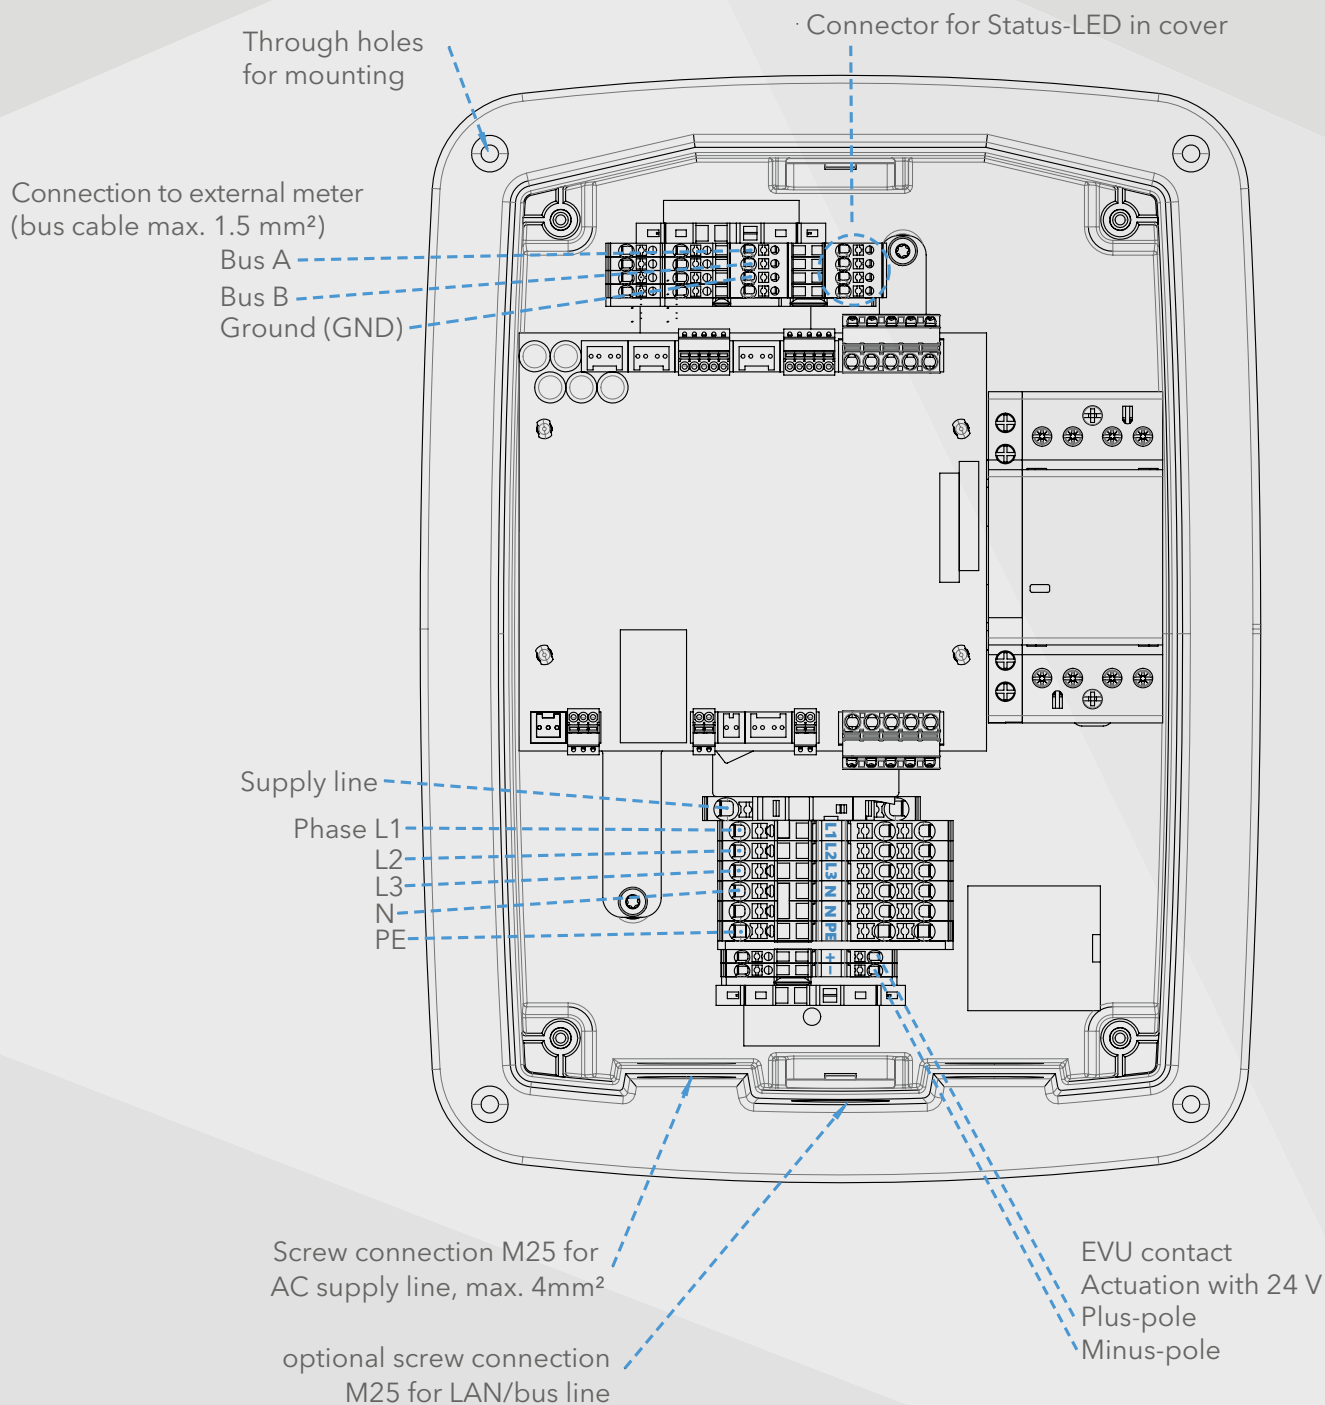 Connector for Status-LED in cover
Through holes
for mounting
Connection to external meter
(bus cable max. 1.5 mm²)
Bus A
Bus B
Ground (GND)
Supply line
Phase L1
L2
L3
N
PE
L1
L2
L3
N
N
PE
+
−
Screw connection M25 for
AC supply line, max. 4mm²
optional screw connection
M25 for LAN/bus line
EVU contact
Actuation with 24 V
Plus-pole
Minus-pole